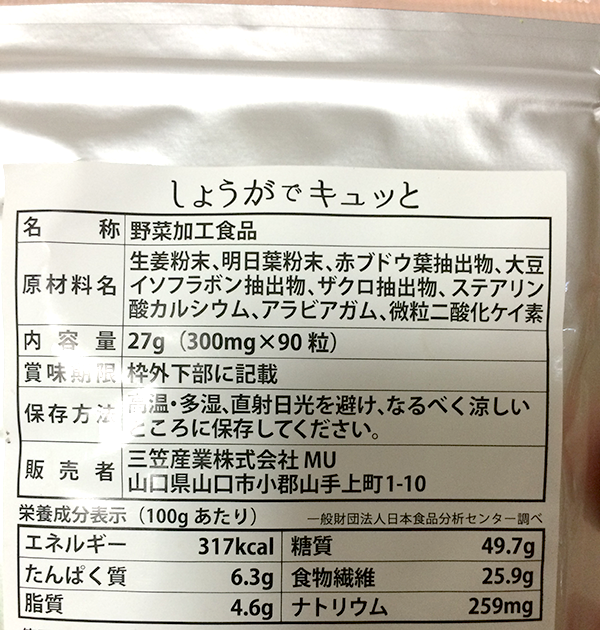 しょうがでキュッと
名称 野菜加工食品
原材料名 生姜粉末、明日葉粉末、赤ブドウ葉抽出物、大豆
イソフラボン抽出物、ザクロ抽出物、ステアリン
酸カルシウム、アラビアガム、微粒二酸化ケイ素
内容量 27g（300mg×90粒）
賞味期限 枠外下部に記載
保存方法 高温・多湿、直射日光を避け、なるべく涼しい
ところに保存してください。
販売者 三笠産業株式会社 MU
山口県山口市小郡山手上町1-10
栄養成分表示（100gあたり） 一般財団法人日本食品分析センター調べ
エネルギー 317kcal 糖質 49.7g
たんぱく質 6.3g 食物繊維 25.9g
脂質 4.6g ナトリウム 259mg